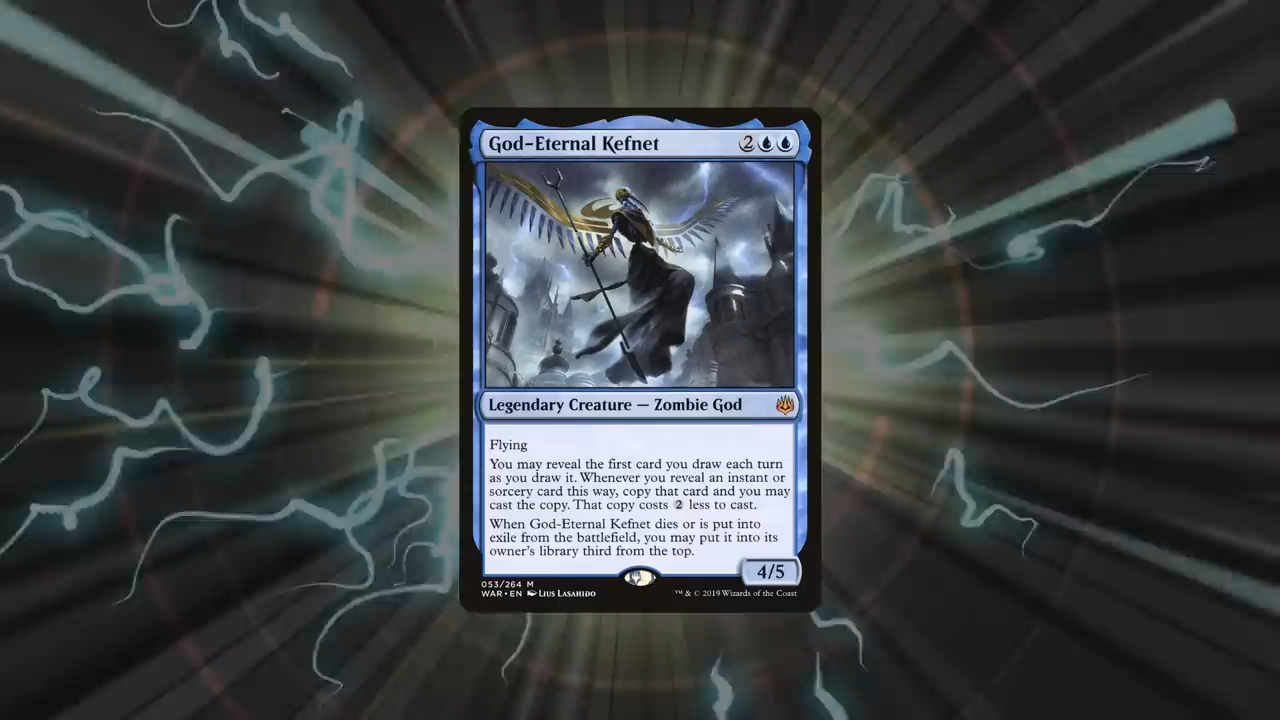 God-Eternal Kefnet 2
Legendary Creature — Zombie God
Flying
You may reveal the first card you draw each turn
as you draw it. Whenever you reveal an instant or
sorcery card this way, copy that card and you may
cast the copy. That copy costs 2 less to cast.
When God-Eternal Kefnet dies or is put into
exile from the battlefield, you may put it into its
owner's library third from the top.
4/5
053/264 M
WAR • EN Lius Lasahido
™ & © 2019 Wizards of the Coast